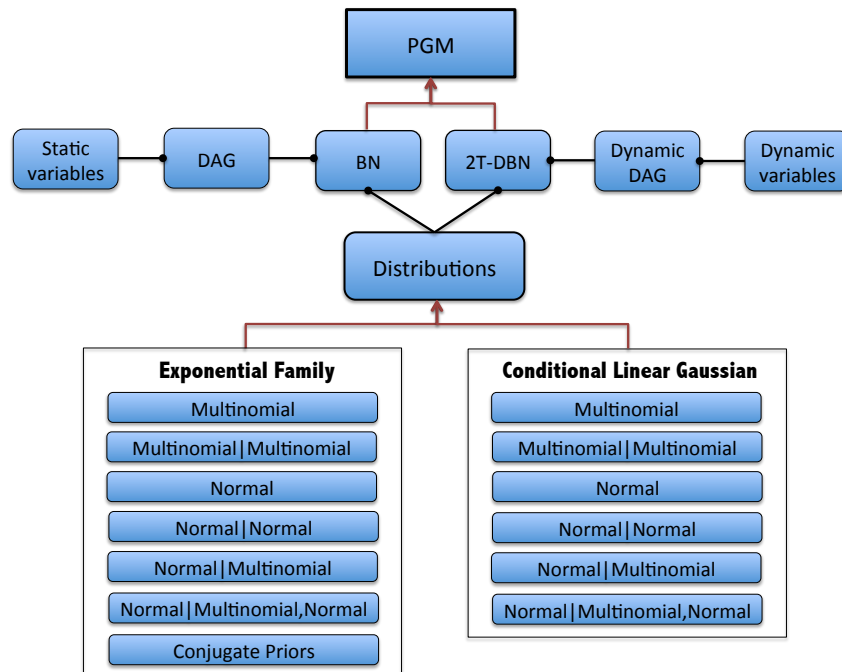 PGM
Static
variables
DAG
BN
2T-DBN
Dynamic
DAG
Dynamic
variables
Distributions
Exponential Family
Multinomial
Multinomial|Multinomial
Normal
Normal|Normal
Normal|Multinomial
Normal|Multinomial,Normal
Conjugate Priors
Conditional Linear Gaussian
Multinomial
Multinomial|Multinomial
Normal
Normal|Normal
Normal|Multinomial
Normal|Multinomial,Normal